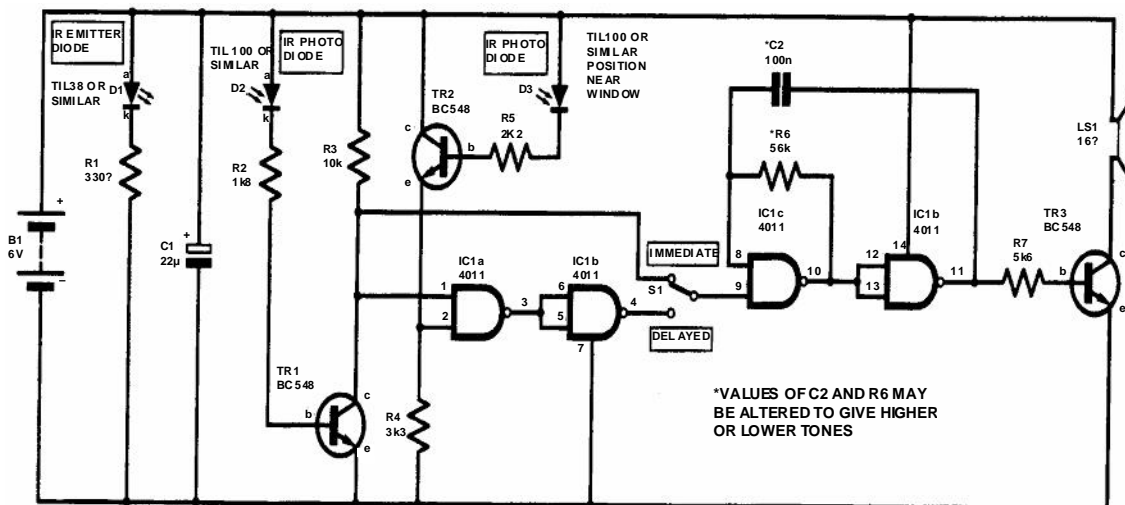 IR EMITTER
DIODE
a
TIL38 OR
SIMILAR
D1
k
R1
330?
+
B1
6V
−
+
C1
22µ
TIL 100 OR
SIMILAR
IR PHOTO
DIODE
a
D2
k
R2
1k8
R3
10k
TR1
BC548
b
c
e
TR2
BC548
c
b
e
R5
2K2
IR PHOTO
DIODE
D3
TIL100 OR
SIMILAR
POSITION
NEAR
WINDOW
R4
3k3
IC1a
4011
1
2
3
IC1b
4011
6
5
4
7
IMMEDIATE
S1
DELAYED
*C2
100n
*R6
56k
IC1c
4011
8
9
10
IC1b
4011
14
12
13
11
R7
5k6
TR3
BC548
b
c
e
LS1
16?
*VALUES OF C2 AND R6 MAY
BE ALTERED TO GIVE HIGHER
OR LOWER TONES